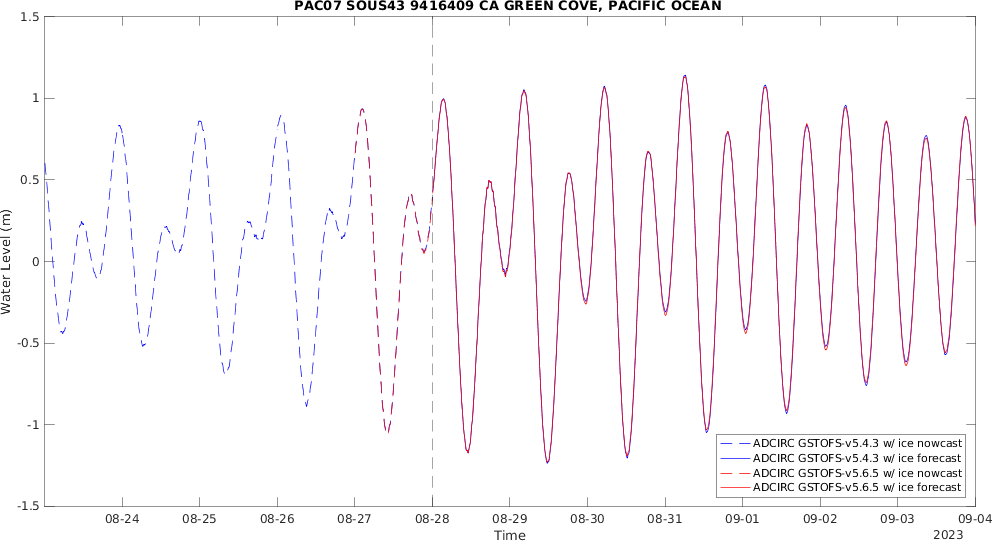 PAC07 SOUS43 9416409 CA GREEN COVE, PACIFIC OCEAN
1.5
1
0.5
0
-0.5
-1
-1.5
Water Level (m)
08-24 08-25 08-26 08-27 08-28 08-29 08-30 08-31 09-01 09-02 09-03 09-04
Time
2023
ADCIRC GSTOFS-v5.4.3 w/ ice nowcast
ADCIRC GSTOFS-v5.4.3 w/ ice forecast
ADCIRC GSTOFS-v5.6.5 w/ ice nowcast
ADCIRC GSTOFS-v5.6.5 w/ ice forecast